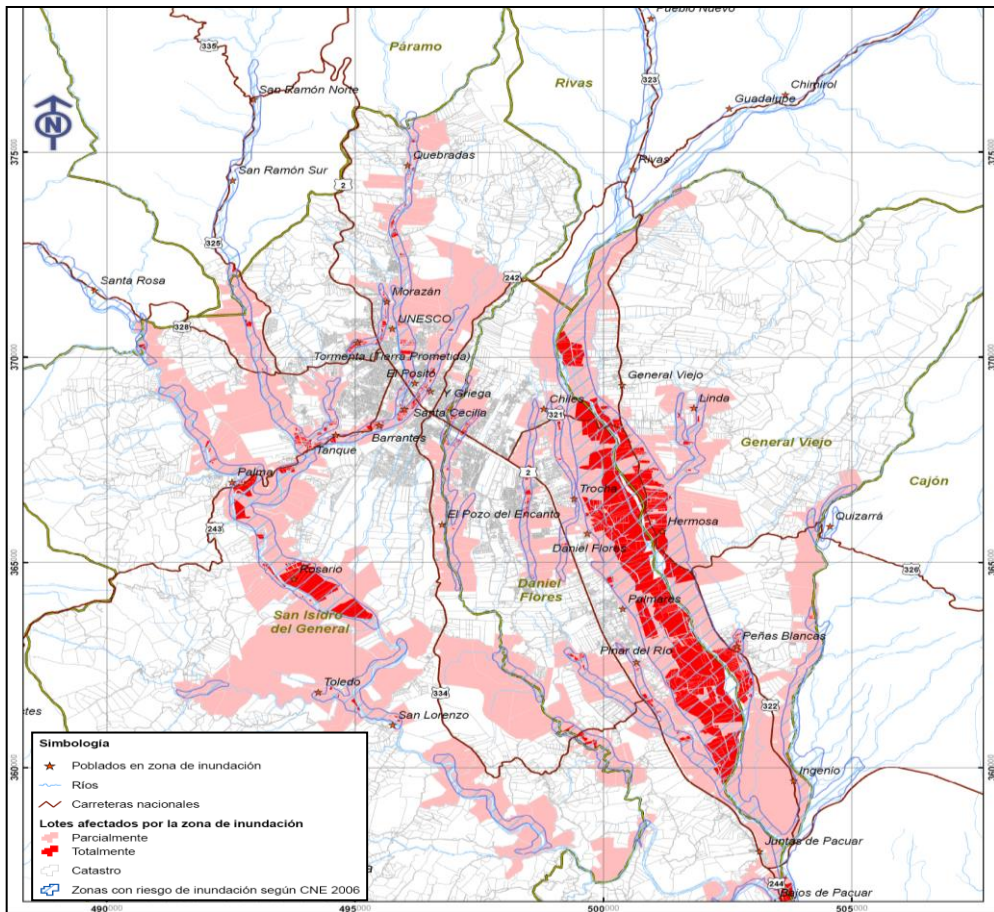 Pueblo Nuevo
Páramo
335
Rivas
323
Chimirol
San Ramón Norte
Guadalupe
N
375000
375000
Quebradas
Rivas
San Ramón Sur
2
325
242
Santa Rosa
Morazán
328
UNESCO
370000
370000
Tormenta (Tierra Prometida)
El Posito
General Viejo
Y Griega
Linda
Chiles
Santa Cecilia
321
Barrantes
General Viejo
Tanque
2
Palma
Cajón
Trocha
243
El Pozo del Encanto
Hermosa
Quizarrá
Daniel Flores
365000
365000
326
Rosario
Daniel
Flores
Palmares
San Isidro
del General
Peñas Blancas
Pinar del Río
Toledo
334
322
San Lorenzo
tes
360000
360000
Ingenio
Juntas de Pacuar
a
244
Bajos de Pacuar
490000
495000
500000
505000
Simbología
Poblados en zona de inundación
Ríos
Carreteras nacionales
Lotes afectados por la zona de inundación
Parcialmente
Totalmente
Catastro
Zonas con riesgo de inundación según CNE 2006